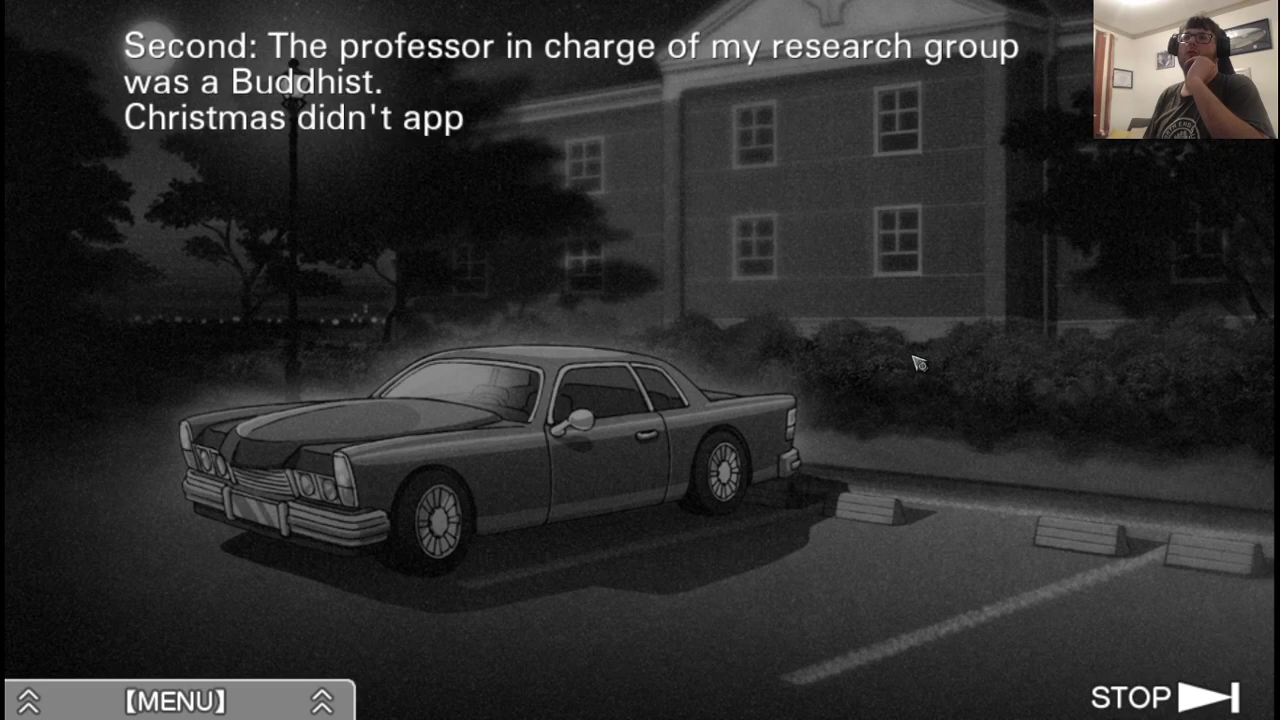 Second: The professor in charge of my research group
was a Buddhist.
Christmas didn't app
【MENU】
STOP